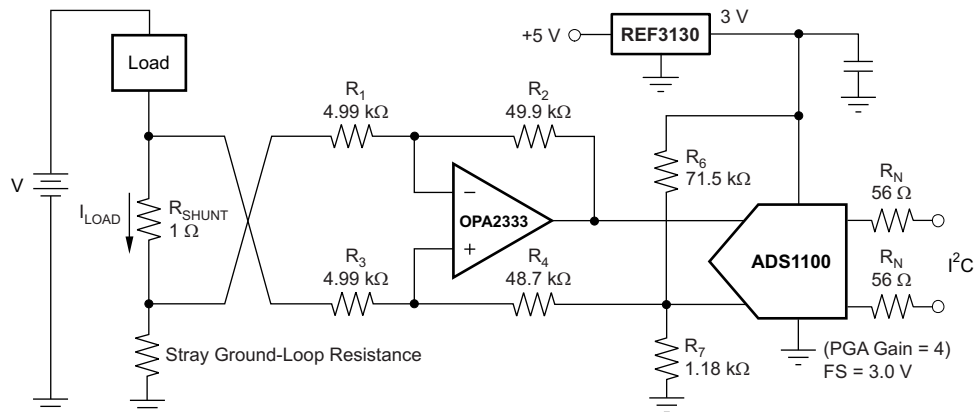 3 V
+5 V
REF3130
Load
R1
4.99 kΩ
R2
49.9 kΩ
R6
71.5 kΩ
V
ILOAD
RSHUNT
1 Ω
OPA2333
RN
56 Ω
ADS1100
I2C
R3
4.99 kΩ
R4
48.7 kΩ
RN
56 Ω
Stray Ground-Loop Resistance
R7
1.18 kΩ
(PGA Gain = 4)
FS = 3.0 V